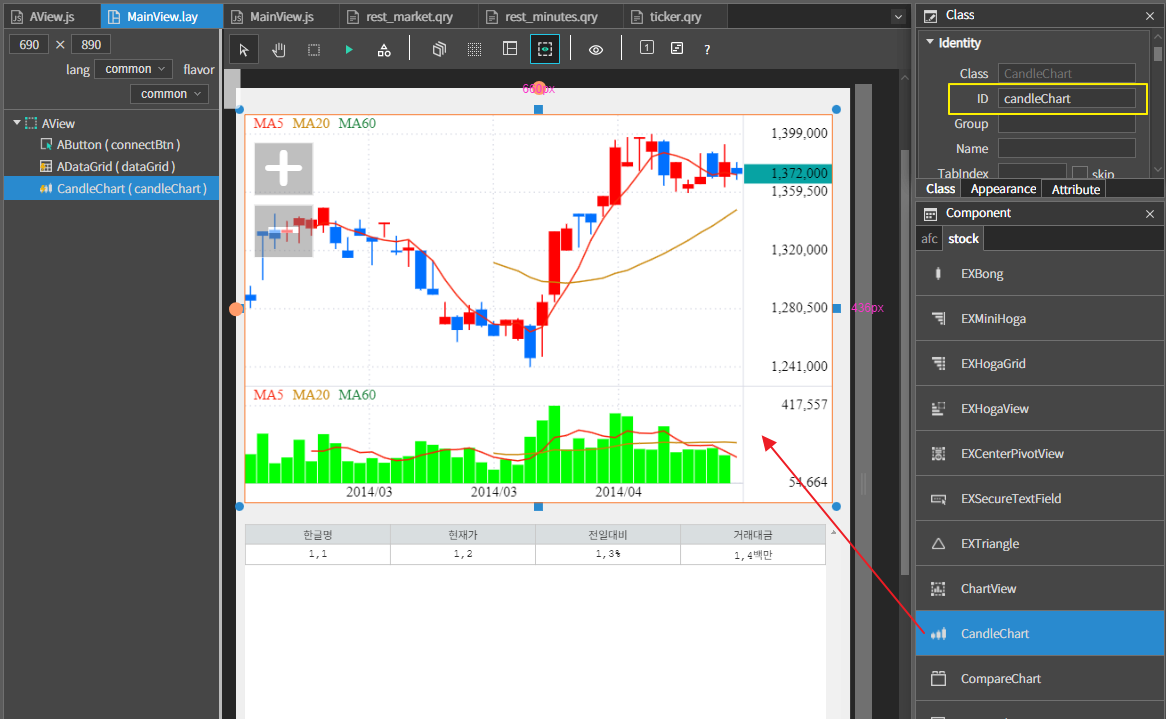 AView.js
MainView.lay
MainView.js
rest_market.qry
rest_minutes.qry
ticker.qry
690 × 890
lang common flavor
common
AView
AButton ( connectBtn )
ADataGrid ( dataGrid )
CandleChart ( candleChart )
1
?
660px
MA5 MA20 MA60
1,399,000
1,372,000
1,359,500
1,320,000
1,280,500
1,241,000
436px
MA5 MA20 MA60
417,557
54,664
2014/03 2014/03 2014/04
한글명 현재가 전일대비 거래대금
1,1 1,2 1,3% 1,4백만
Class
Identity
Class CandleChart
ID candleChart
Group
Name
TabIndex skip
Class Appearance Attribute
Component
afc stock
EXBong
EXMiniHoga
EXHogaGrid
EXHogaView
EXCenterPivotView
EXSecureTextField
EXTriangle
ChartView
CandleChart
CompareChart